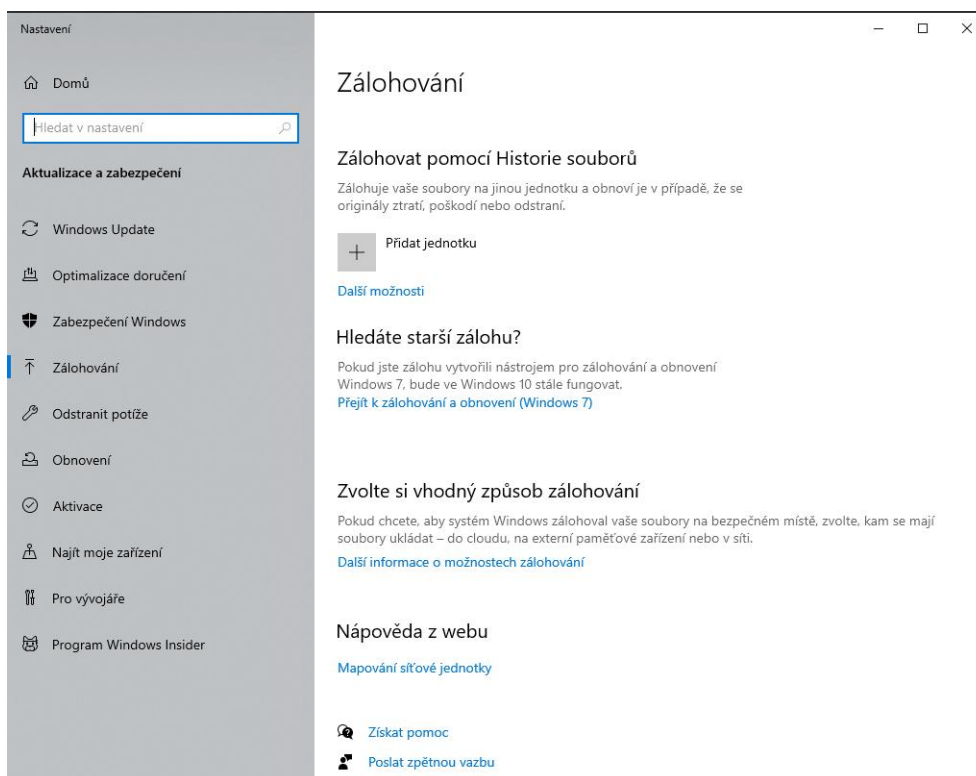 Nastavení
Domů
Hledat v nastavení
Aktualizace a zabezpečení
Windows Update
Optimalizace doručení
Zabezpečení Windows
Zálohování
Odstranit potíže
Obnovení
Aktivace
Najít moje zařízení
Pro vývojáře
Program Windows Insider
Zálohování
Zálohovat pomocí Historie souborů
Zálohuje vaše soubory na jinou jednotku a obnoví je v případě, že se
originály ztratí, poškodí nebo odstraní.
Přidat jednotku
Další možnosti
Hledáte starší zálohu?
Pokud jste zálohu vytvořili nástrojem pro zálohování a obnovení
Windows 7, bude ve Windows 10 stále fungovat.
Přejít k zálohování a obnovení (Windows 7)
Zvolte si vhodný způsob zálohování
Pokud chcete, aby systém Windows zálohoval vaše soubory na bezpečném místě, zvolte, kam se mají
soubory ukládat – do cloudu, na externí paměťové zařízení nebo v síti.
Další informace o možnostech zálohování
Nápověda z webu
Mapování síťové jednotky
Získat pomoc
Poslat zpětnou vazbu